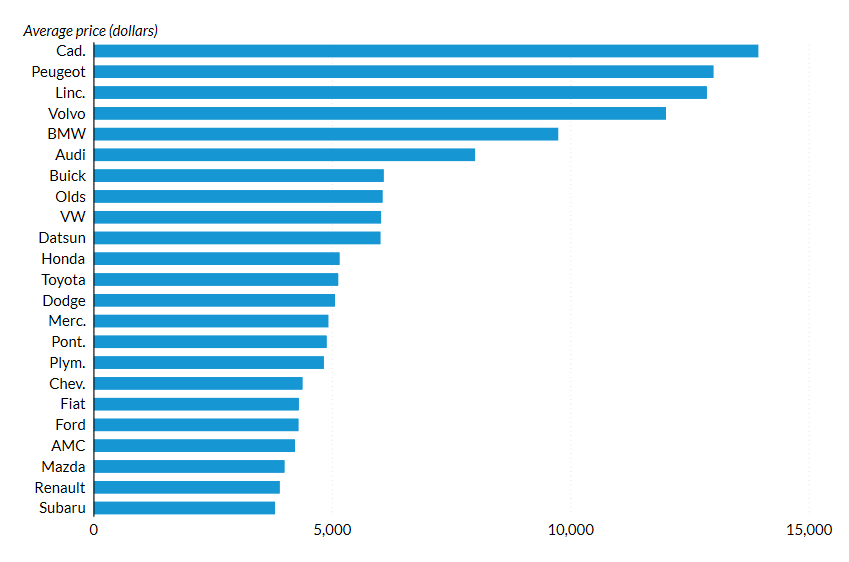 Average price (dollars)
Cad.
Peugeot
Linc.
Volvo
BMW
Audi
Buick
Olds
VW
Datsun
Honda
Toyota
Dodge
Merc.
Pont.
Plym.
Chev.
Fiat
Ford
AMC
Mazda
Renault
Subaru
0 5,000 10,000 15,000